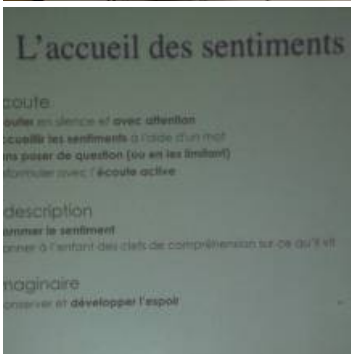 L'accueil des sentiments
coute
outer en silence et avec attention
ccueillir les sentiments à l'aide d'un mot
ans poser de question (ou en les limitant)
eformuler avec l'écoute active
description
ommer le sentiment
onner à l'enfant des clefs de compréhension sur ce qu'il vit
maginaire
onserver et développer l'espoir